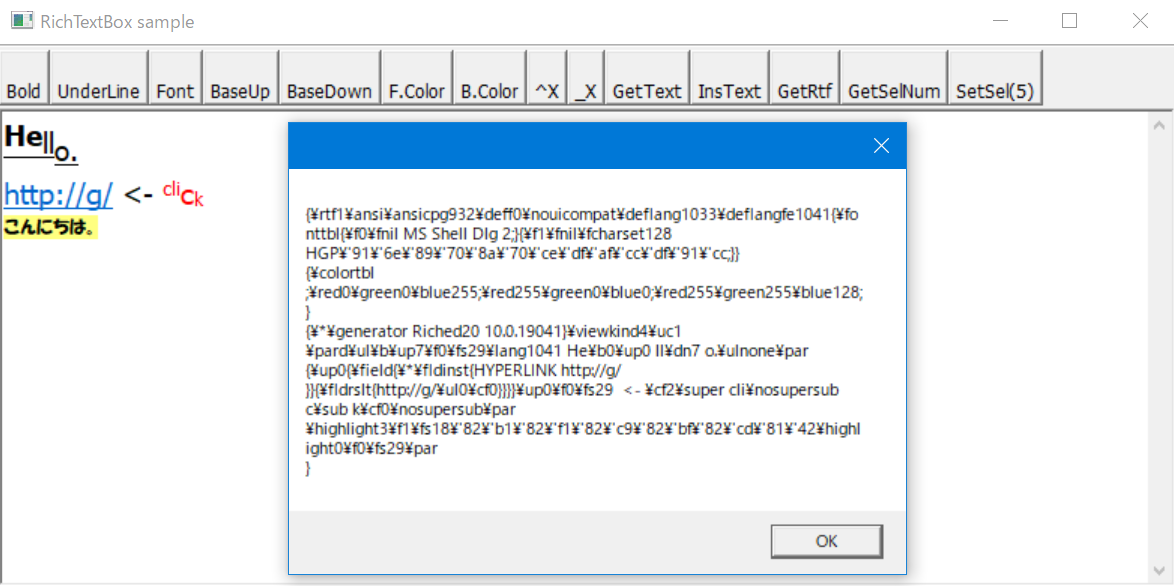 RichTextBox sample
Bold UnderLine Font BaseUp BaseDown F.Color B.Color ^X _X GetText InsText GetRtf GetSelNum SetSel(5)
Hello.
http://g/ <- click
こんにちは。
{¥rtf1¥ansi¥ansicpg932¥deff0¥nouicompat¥deflang1033¥deflangfe1041{¥fo
nttbl{¥f0¥fnil MS Shell Dlg 2;}{¥f1¥fnil¥fcharset128
HGP¥'91¥'6e¥'89¥'70¥'8a¥'70¥'ce¥'df¥'af¥'cc¥'df¥'91¥'cc;}}
{¥colortbl
;¥red0¥green0¥blue255;¥red255¥green0¥blue0;¥red255¥green255¥blue128;
}
{¥*¥generator Riched20 10.0.19041}¥viewkind4¥uc1
¥pard¥ul¥b¥up7¥f0¥fs29¥lang1041 He¥b0¥up0 ll¥dn7 o.¥ulnone¥par
{¥up0{¥field{¥*¥fldinst{HYPERLINK http://g/
}}{¥fldrslt{http://g/¥ul0¥cf0}}}}¥up0¥f0¥fs29  <- ¥cf2¥super cli¥nosupersub
c¥sub k¥cf0¥nosupersub¥par
¥highlight3¥f1¥fs18¥'82¥'b1¥'82¥'f1¥'82¥'c9¥'82¥'bf¥'82¥'cd¥'81¥'42¥highl
ight0¥f0¥fs29¥par
}
OK